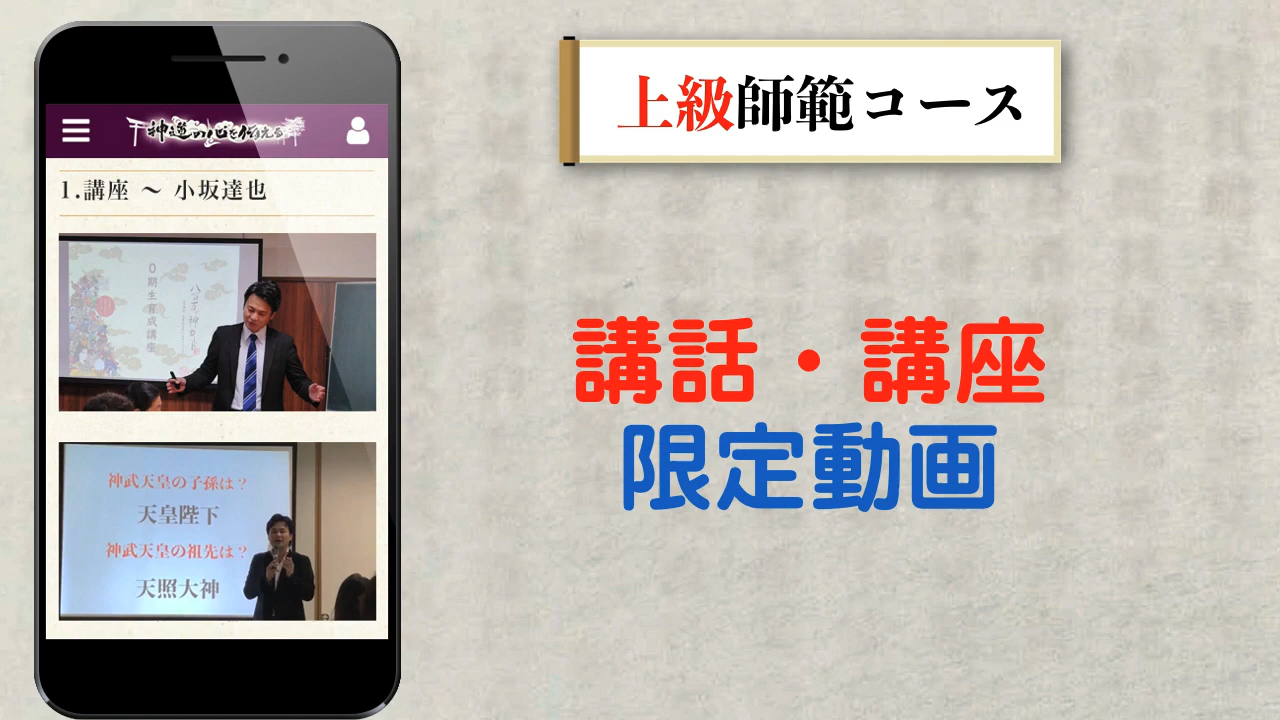 上級師範コース
神道の心を伝える
1.講座 ～ 小坂達也
0期生育成講座
神武天皇の子孫は？
天皇陛下
神武天皇の祖先は？
天照大神
講話・講座
限定動画